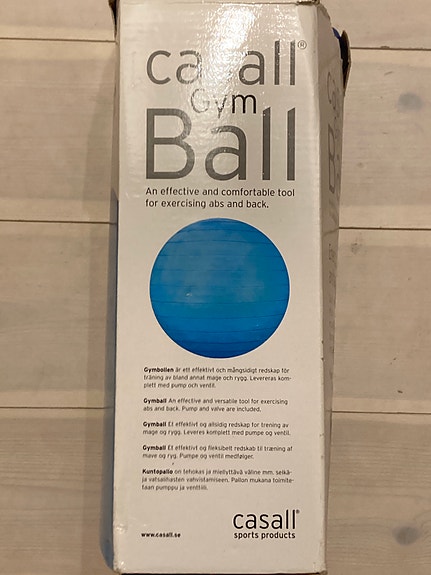 casall®
Gym
Ball
An effective and comfortable tool
for exercising abs and back.
Gymbollen är ett effektivt och mångsidigt redskap för
träning av bland annat mage och rygg. Levereras kom-
plett med pump och ventil.
Gymball An effective and versatile tool for exercising
abs and back. Pump and valve are included.
Gymball Et effektivt og allsidig redskap for trening av
mage og rygg. Leveres komplett med pumpe og ventil.
Gymball Et effektivt og fleksibelt redskab til træning af
mave og ryg. Pumpe og ventil medfølger.
Kuntopallo on tehokas ja miellyttävä väline mm. selkä-
ja vatsalihasten vahvistamiseen. Pallon mukana toimite-
taan pumppu ja venttiili.
casall®
www.casall.se
sports products